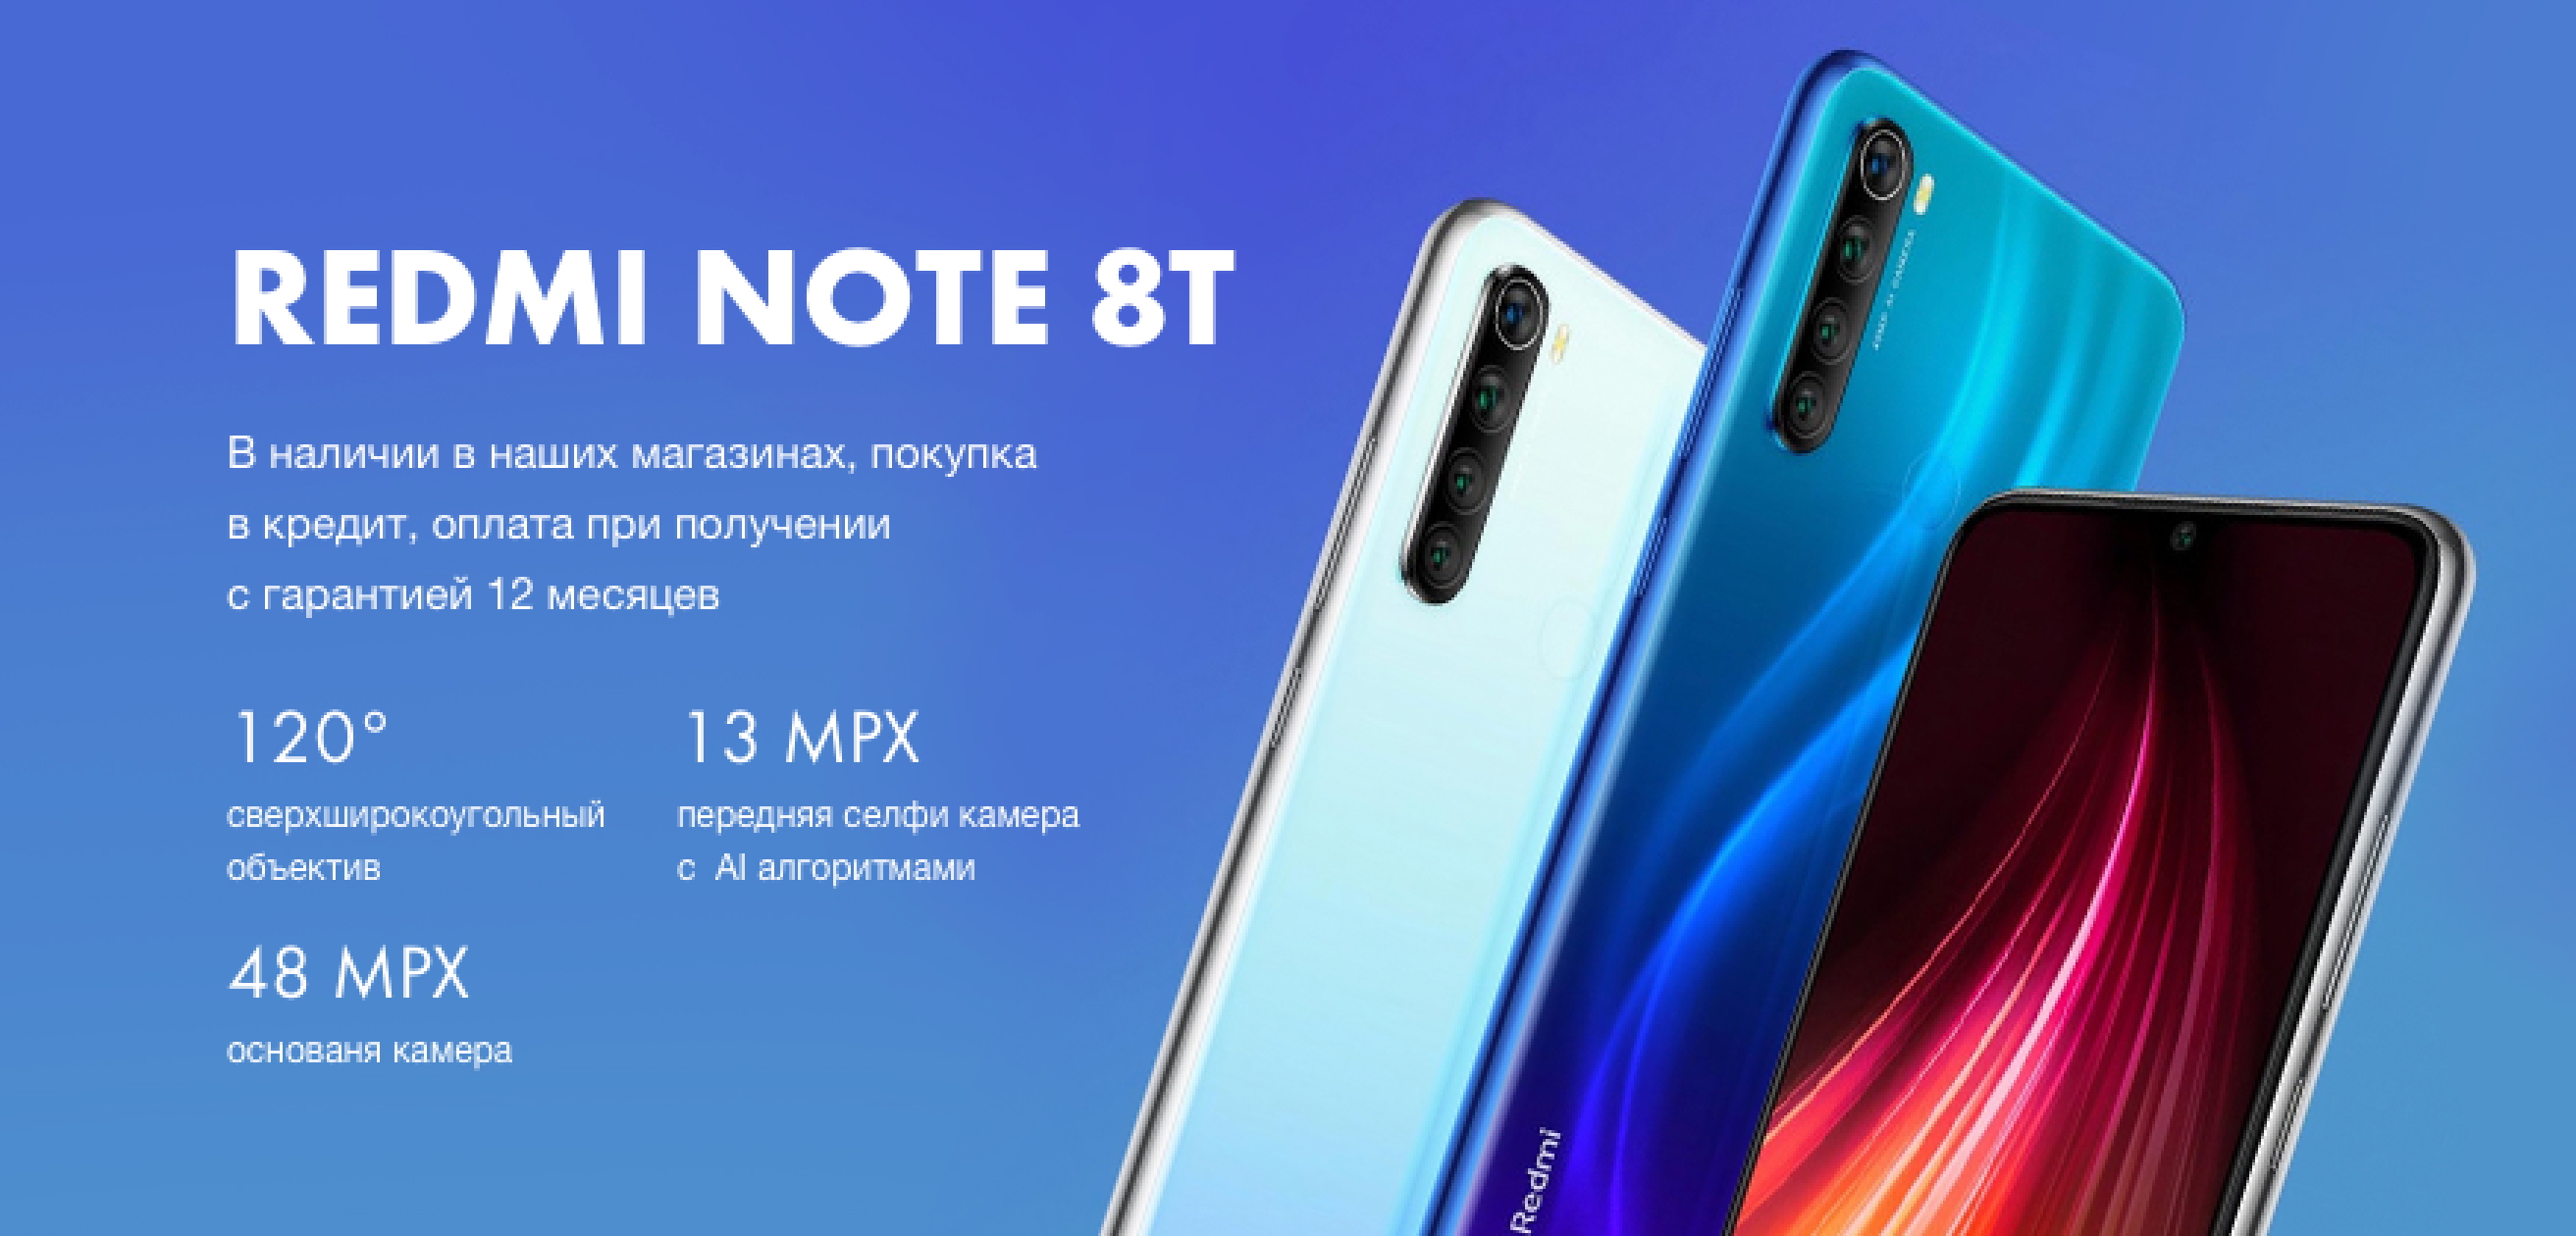 REDMI NOTE 8T
В наличии в наших магазинах, покупка
в кредит, оплата при получении
с гарантией 12 месяцев
120°
сверхширокоугольный
объектив
13 MPX
передняя селфи камера
с  AI алгоритмами
48 MPX
основаня камера
Redmi